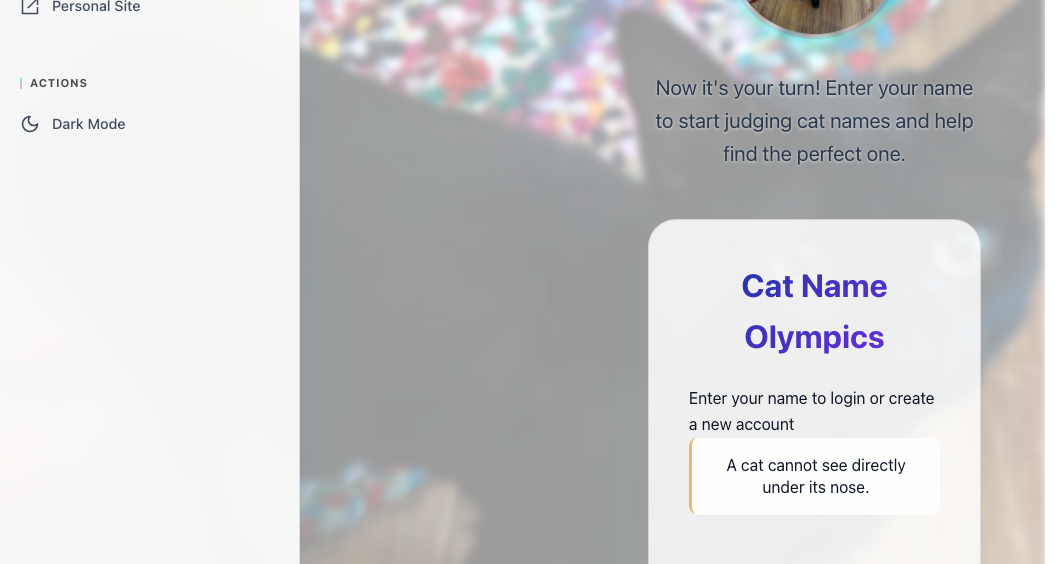 Personal Site
ACTIONS
Dark Mode
Now it's your turn! Enter your name
to start judging cat names and help
find the perfect one.
Cat Name
Olympics
Enter your name to login or create
a new account
A cat cannot see directly
under its nose.